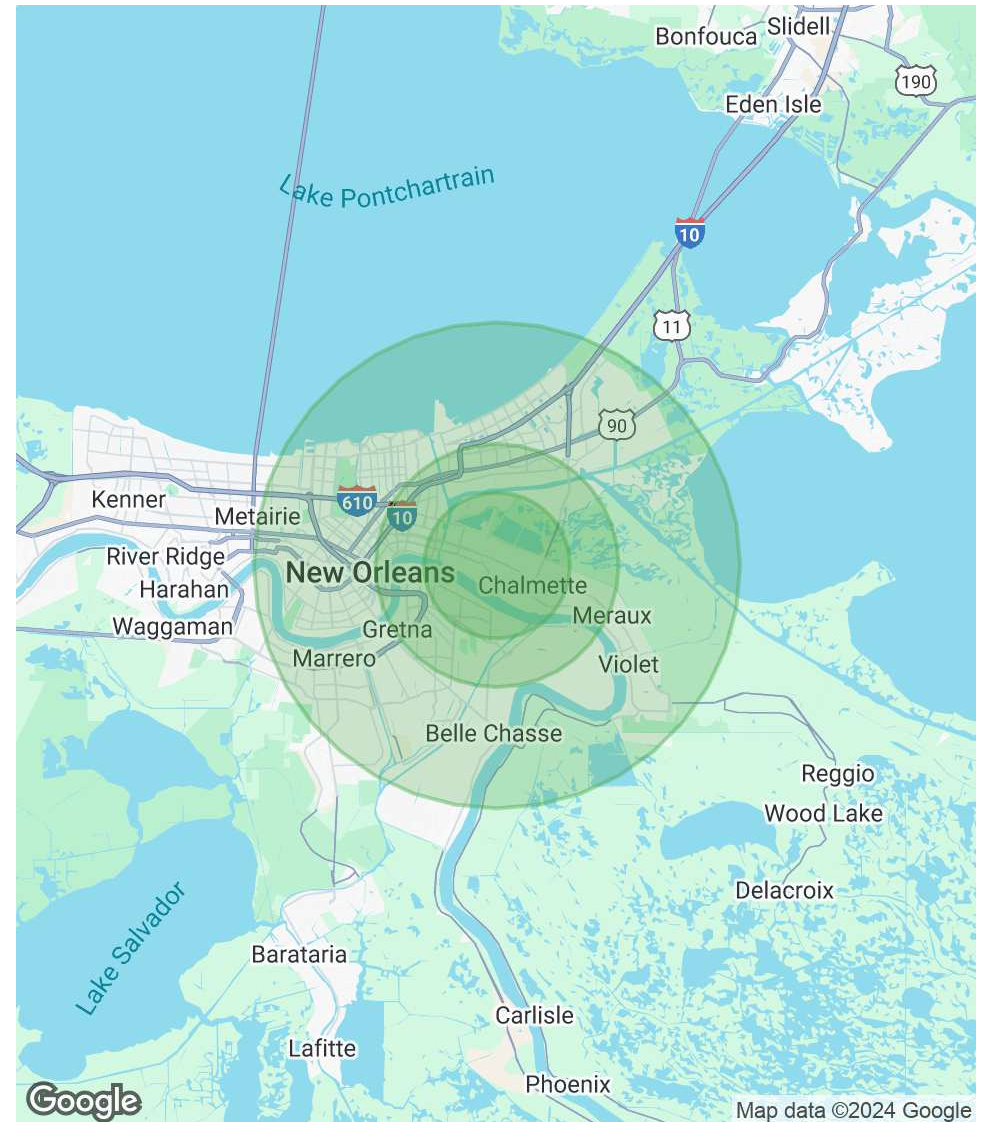 Slidell
Bonfouca
190
Eden Isle
Lake Pontchartrain
10
11
90
Kenner
610
Metairie
10
River Ridge
New Orleans
Harahan
Chalmette
Waggaman
Gretna
Meraux
Marrero
Violet
Belle Chasse
Reggio
Wood Lake
Delacroix
Lake Salvador
Barataria
Carlisle
Lafitte
Phoenix
Google
Map data ©2024 Google